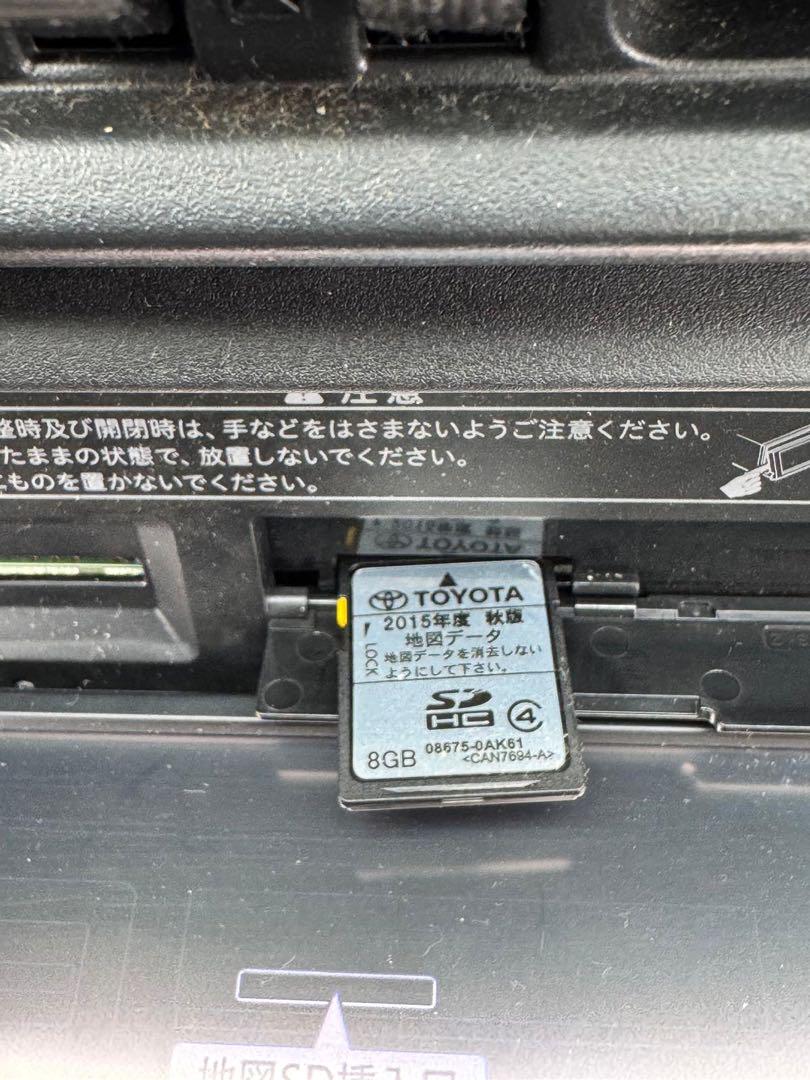 注意
整時及び開閉時は、手などをはさまないようご注意ください。
たままの状態で、放置しないでください。
ものを置かないでください。
TOYOTA
2015年度 秋版
地図データ
LOCK
地図データを消去しない
ようにして下さい。
SD
HC
4
8GB
08675-0AK61
<CAN7694-A>
地図SD挿入口